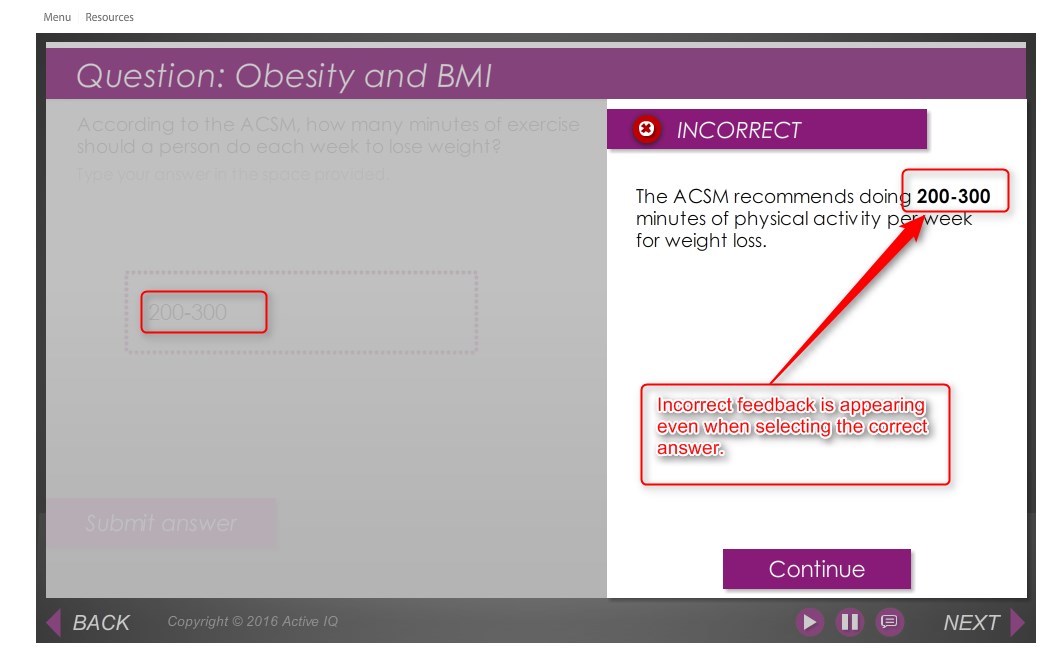 Menu Resources
Question: Obesity and BMI
According to the ACSM, how many minutes of exercise
should a person do each week to lose weight?
Type your answer in the space provided.
200-300
Submit answer
INCORRECT
The ACSM recommends doing 200-300
minutes of physical activity per week
for weight loss.
Incorrect feedback is appearing
even when selecting the correct
answer.
Continue
BACK
Copyright © 2016 Active IQ
NEXT